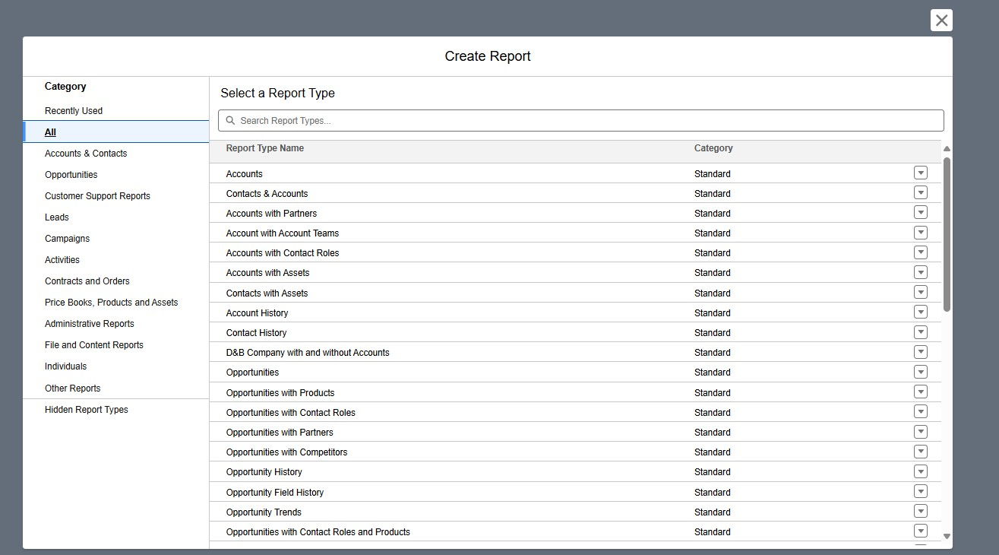 Create Report
Category
Recently Used
All
Accounts & Contacts
Opportunities
Customer Support Reports
Leads
Campaigns
Activities
Contracts and Orders
Price Books, Products and Assets
Administrative Reports
File and Content Reports
Individuals
Other Reports
Hidden Report Types
Select a Report Type
Search Report Types...
Report Type Name Category
Accounts Standard
Contacts & Accounts Standard
Accounts with Partners Standard
Account with Account Teams Standard
Accounts with Contact Roles Standard
Accounts with Assets Standard
Contacts with Assets Standard
Account History Standard
Contact History Standard
D&B Company with and without Accounts Standard
Opportunities Standard
Opportunities with Products Standard
Opportunities with Contact Roles Standard
Opportunities with Partners Standard
Opportunities with Competitors Standard
Opportunity History Standard
Opportunity Field History Standard
Opportunity Trends Standard
Opportunities with Contact Roles and Products Standard